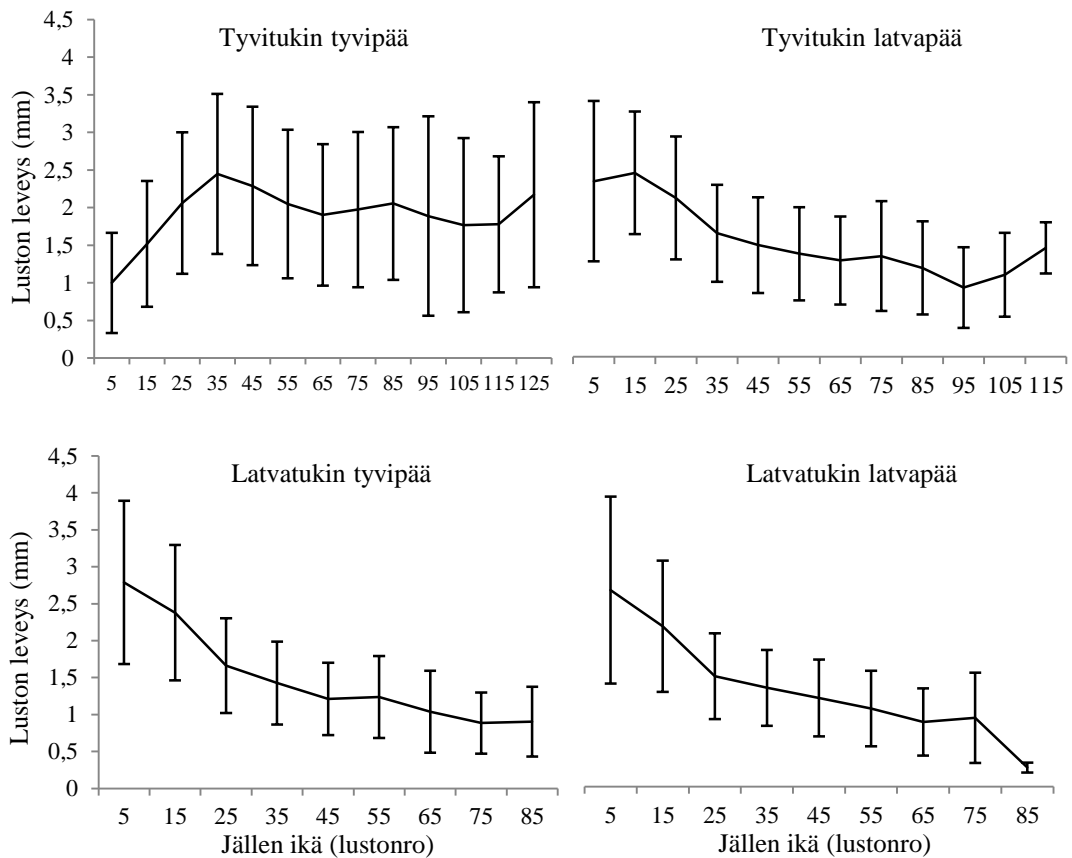 Tyvitukin tyvipää
Tyvitukin latvapää
Luston leveys (mm)
4,5
4
3,5
3
2,5
2
1,5
1
0,5
0
5 15 25 35 45 55 65 75 85 95 105 115 125
5 15 25 35 45 55 65 75 85 95 105 115
Latvatukin tyvipää
Latvatukin latvapää
Luston leveys (mm)
4,5
4
3,5
3
2,5
2
1,5
1
0,5
0
5 15 25 35 45 55 65 75 85
5 15 25 35 45 55 65 75 85
Jällen ikä (lustonro)
Jällen ikä (lustonro)